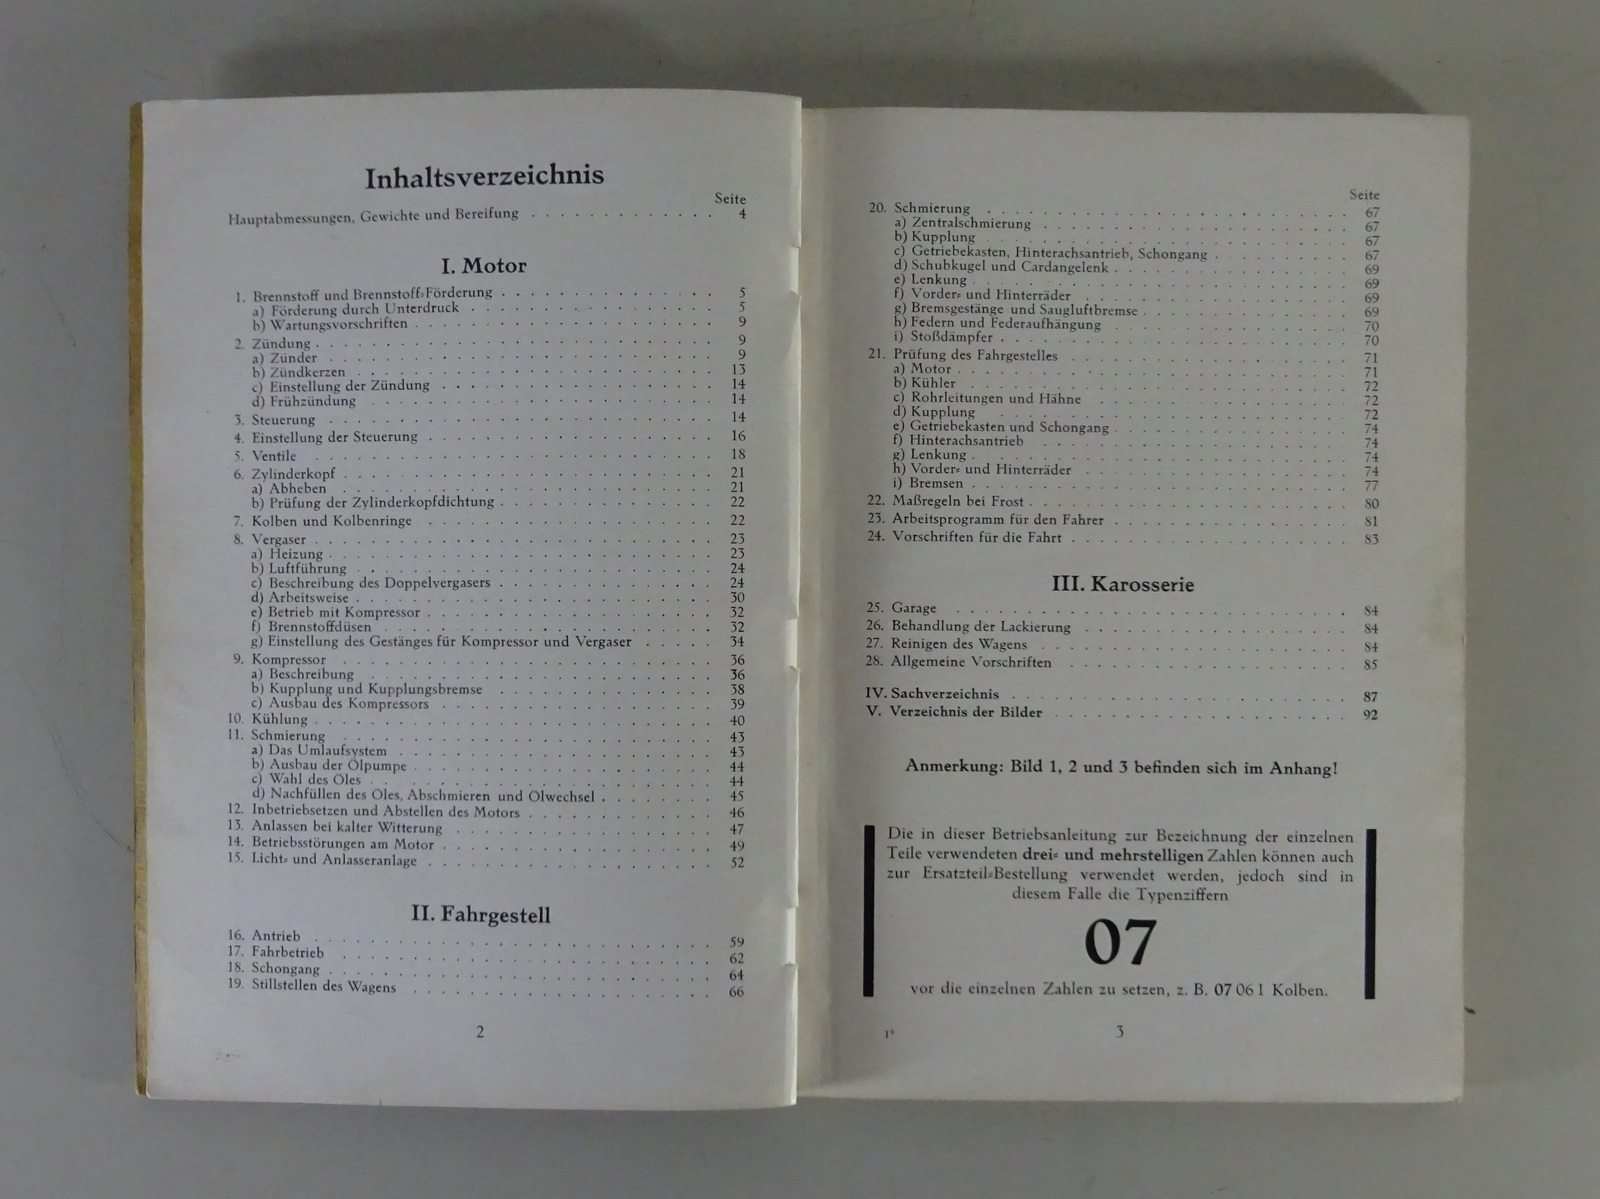 Inhaltsverzeichnis
Seite
Hauptabmessungen, Gewichte und Bereifung . . . . . . . . . . . . . 4
I. Motor
1. Brennstoff und Brennstoff=Förderung . . . . . . . . . . . . . . . 5
a) Förderung durch Unterdruck . . . . . . . . . . . . . . . . . 5
b) Wartungsvorschriften . . . . . . . . . . . . . . . . . . . . . 9
2. Zündung . . . . . . . . . . . . . . . . . . . . . . . . . . . . 9
a) Zünder . . . . . . . . . . . . . . . . . . . . . . . . . . . 9
b) Zündkerzen . . . . . . . . . . . . . . . . . . . . . . . . . 13
c) Einstellung der Zündung . . . . . . . . . . . . . . . . . . . 14
d) Frühzündung . . . . . . . . . . . . . . . . . . . . . . . . 14
3. Steuerung . . . . . . . . . . . . . . . . . . . . . . . . . . . 14
4. Einstellung der Steuerung . . . . . . . . . . . . . . . . . . . . 16
5. Ventile . . . . . . . . . . . . . . . . . . . . . . . . . . . . 18
6. Zylinderkopf . . . . . . . . . . . . . . . . . . . . . . . . . . 21
a) Abheben . . . . . . . . . . . . . . . . . . . . . . . . . . 21
b) Prüfung der Zylinderkopfdichtung . . . . . . . . . . . . . . . 22
7. Kolben und Kolbenringe . . . . . . . . . . . . . . . . . . . . 22
8. Vergaser . . . . . . . . . . . . . . . . . . . . . . . . . . . . 23
a) Heizung . . . . . . . . . . . . . . . . . . . . . . . . . . 23
b) Luftführung . . . . . . . . . . . . . . . . . . . . . . . . . 24
c) Beschreibung des Doppelvergasers . . . . . . . . . . . . . . . 24
d) Arbeitsweise . . . . . . . . . . . . . . . . . . . . . . . . . 30
e) Betrieb mit Kompressor . . . . . . . . . . . . . . . . . . . . 32
f) Brennstoffdüsen . . . . . . . . . . . . . . . . . . . . . . . 32
g) Einstellung des Gestänges für Kompressor und Vergaser . . . . . 34
9. Kompressor . . . . . . . . . . . . . . . . . . . . . . . . . . 36
a) Beschreibung . . . . . . . . . . . . . . . . . . . . . . . . 36
b) Kupplung und Kupplungsbremse . . . . . . . . . . . . . . . 38
c) Ausbau des Kompressors . . . . . . . . . . . . . . . . . . . 39
10. Kühlung . . . . . . . . . . . . . . . . . . . . . . . . . . . . 40
11. Schmierung . . . . . . . . . . . . . . . . . . . . . . . . . . 43
a) Das Umlaufsystem . . . . . . . . . . . . . . . . . . . . . . 43
b) Ausbau der Ölpumpe . . . . . . . . . . . . . . . . . . . . . 44
c) Wahl des Öles . . . . . . . . . . . . . . . . . . . . . . . . 44
d) Nachfüllen des Öles, Abschmieren und Ölwechsel . . . . . . . . 45
12. Inbetriebsetzen und Abstellen des Motors . . . . . . . . . . . . . 46
13. Anlassen bei kalter Witterung . . . . . . . . . . . . . . . . . . 47
14. Betriebsstörungen am Motor . . . . . . . . . . . . . . . . . . . 49
15. Licht= und Anlasseranlage . . . . . . . . . . . . . . . . . . . . 52
II. Fahrgestell
16. Antrieb . . . . . . . . . . . . . . . . . . . . . . . . . . . . 59
17. Fahrbetrieb . . . . . . . . . . . . . . . . . . . . . . . . . . 62
18. Schongang . . . . . . . . . . . . . . . . . . . . . . . . . . . 64
19. Stillstellen des Wagens . . . . . . . . . . . . . . . . . . . . . 66
2
Seite
20. Schmierung . . . . . . . . . . . . . . . . . . . . . . . . . . 67
a) Zentralschmierung . . . . . . . . . . . . . . . . . . . . . . 67
b) Kupplung . . . . . . . . . . . . . . . . . . . . . . . . . . 67
c) Getriebekasten, Hinterachsantrieb, Schongang . . . . . . . . . . 67
d) Schubkugel und Cardangelenk . . . . . . . . . . . . . . . . . 69
e) Lenkung . . . . . . . . . . . . . . . . . . . . . . . . . . 69
f) Vorder= und Hinterräder . . . . . . . . . . . . . . . . . . . 69
g) Bremsgestänge und Saugluftbremse . . . . . . . . . . . . . . . 69
h) Federn und Federaufhängung . . . . . . . . . . . . . . . . . 70
i) Stoßdämpfer . . . . . . . . . . . . . . . . . . . . . . . . . 70
21. Prüfung des Fahrgestelles . . . . . . . . . . . . . . . . . . . . 71
a) Motor . . . . . . . . . . . . . . . . . . . . . . . . . . . . 71
b) Kühler . . . . . . . . . . . . . . . . . . . . . . . . . . . 72
c) Rohrleitungen und Hähne . . . . . . . . . . . . . . . . . . . 72
d) Kupplung . . . . . . . . . . . . . . . . . . . . . . . . . . 72
e) Getriebekasten und Schongang . . . . . . . . . . . . . . . . . 74
f) Hinterachsantrieb . . . . . . . . . . . . . . . . . . . . . . 74
g) Lenkung . . . . . . . . . . . . . . . . . . . . . . . . . . . 74
h) Vorder= und Hinterräder . . . . . . . . . . . . . . . . . . . 74
i) Bremsen . . . . . . . . . . . . . . . . . . . . . . . . . . . 77
22. Maßregeln bei Frost . . . . . . . . . . . . . . . . . . . . . . . 80
23. Arbeitsprogramm für den Fahrer . . . . . . . . . . . . . . . . . 81
24. Vorschriften für die Fahrt . . . . . . . . . . . . . . . . . . . . 83
III. Karosserie
25. Garage . . . . . . . . . . . . . . . . . . . . . . . . . . . . 84
26. Behandlung der Lackierung . . . . . . . . . . . . . . . . . . . 84
27. Reinigen des Wagens . . . . . . . . . . . . . . . . . . . . . . 84
28. Allgemeine Vorschriften . . . . . . . . . . . . . . . . . . . . 85
IV. Sachverzeichnis . . . . . . . . . . . . . . . . . . . . . . . . 87
V. Verzeichnis der Bilder . . . . . . . . . . . . . . . . . . . . . 92
Anmerkung: Bild 1, 2 und 3 befinden sich im Anhang!
Die in dieser Betriebsanleitung zur Bezeichnung der einzelnen
Teile verwendeten drei= und mehrstelligen Zahlen können auch
zur Ersatzteil=Bestellung verwendet werden, jedoch sind in
diesem Falle die Typenziffern
07
vor die einzelnen Zahlen zu setzen, z. B. 07 06 1 Kolben.
1*
3